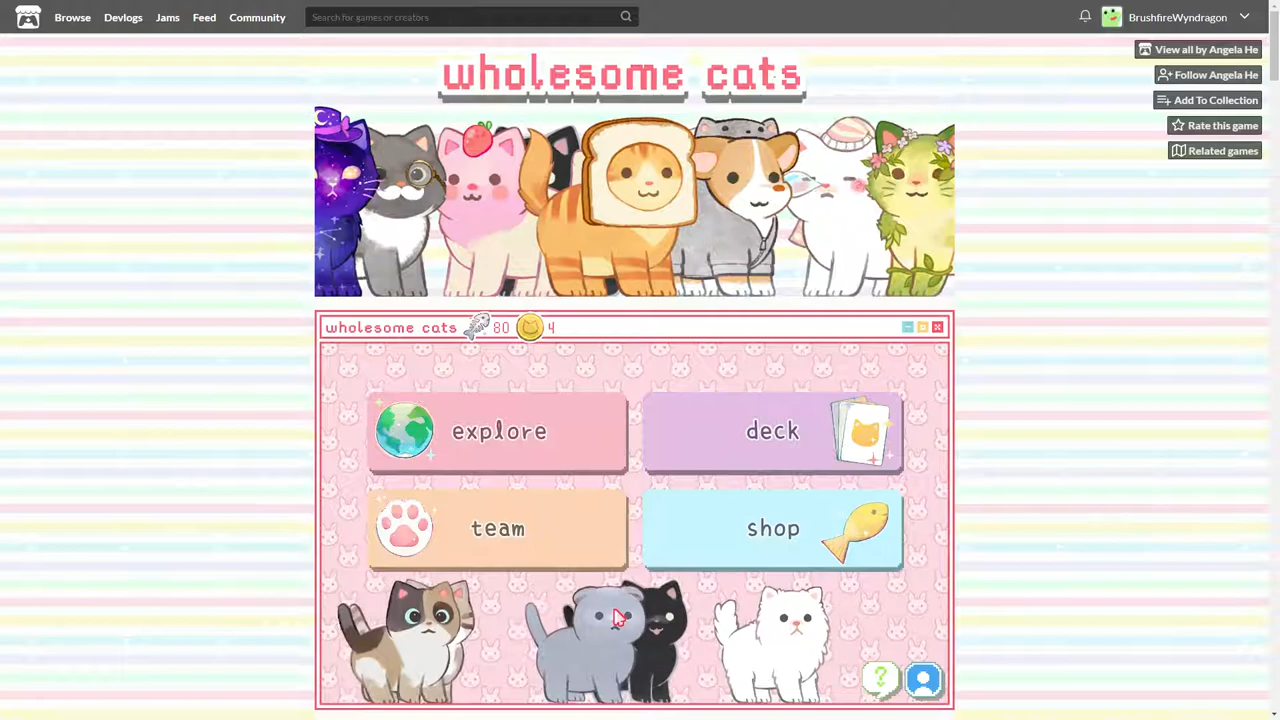 Browse Devlogs Jams Feed Community Search for games or creators BrushfireWyndragon
View all by Angela He
Follow Angela He
Add To Collection
Rate this game
Related games
wholesome cats
wholesome cats 80 4
explore
deck
team
shop
?